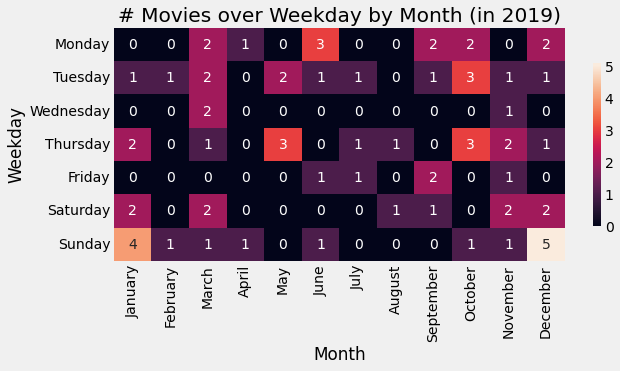 # Movies over Weekday by Month (in 2019)
Weekday
Monday 0 0 2 1 0 3 0 0 2 2 0 2
Tuesday 1 1 2 0 2 1 1 0 1 3 1 1
Wednesday 0 0 2 0 0 0 0 0 0 0 1 0
Thursday 2 0 1 0 3 0 1 1 0 3 2 1
Friday 0 0 0 0 0 1 1 0 2 0 1 0
Saturday 2 0 2 0 0 0 0 1 1 0 2 2
Sunday 4 1 1 1 0 1 0 0 0 1 1 5
January February March April May June July August September October November December
Month
5
4
3
2
1
0